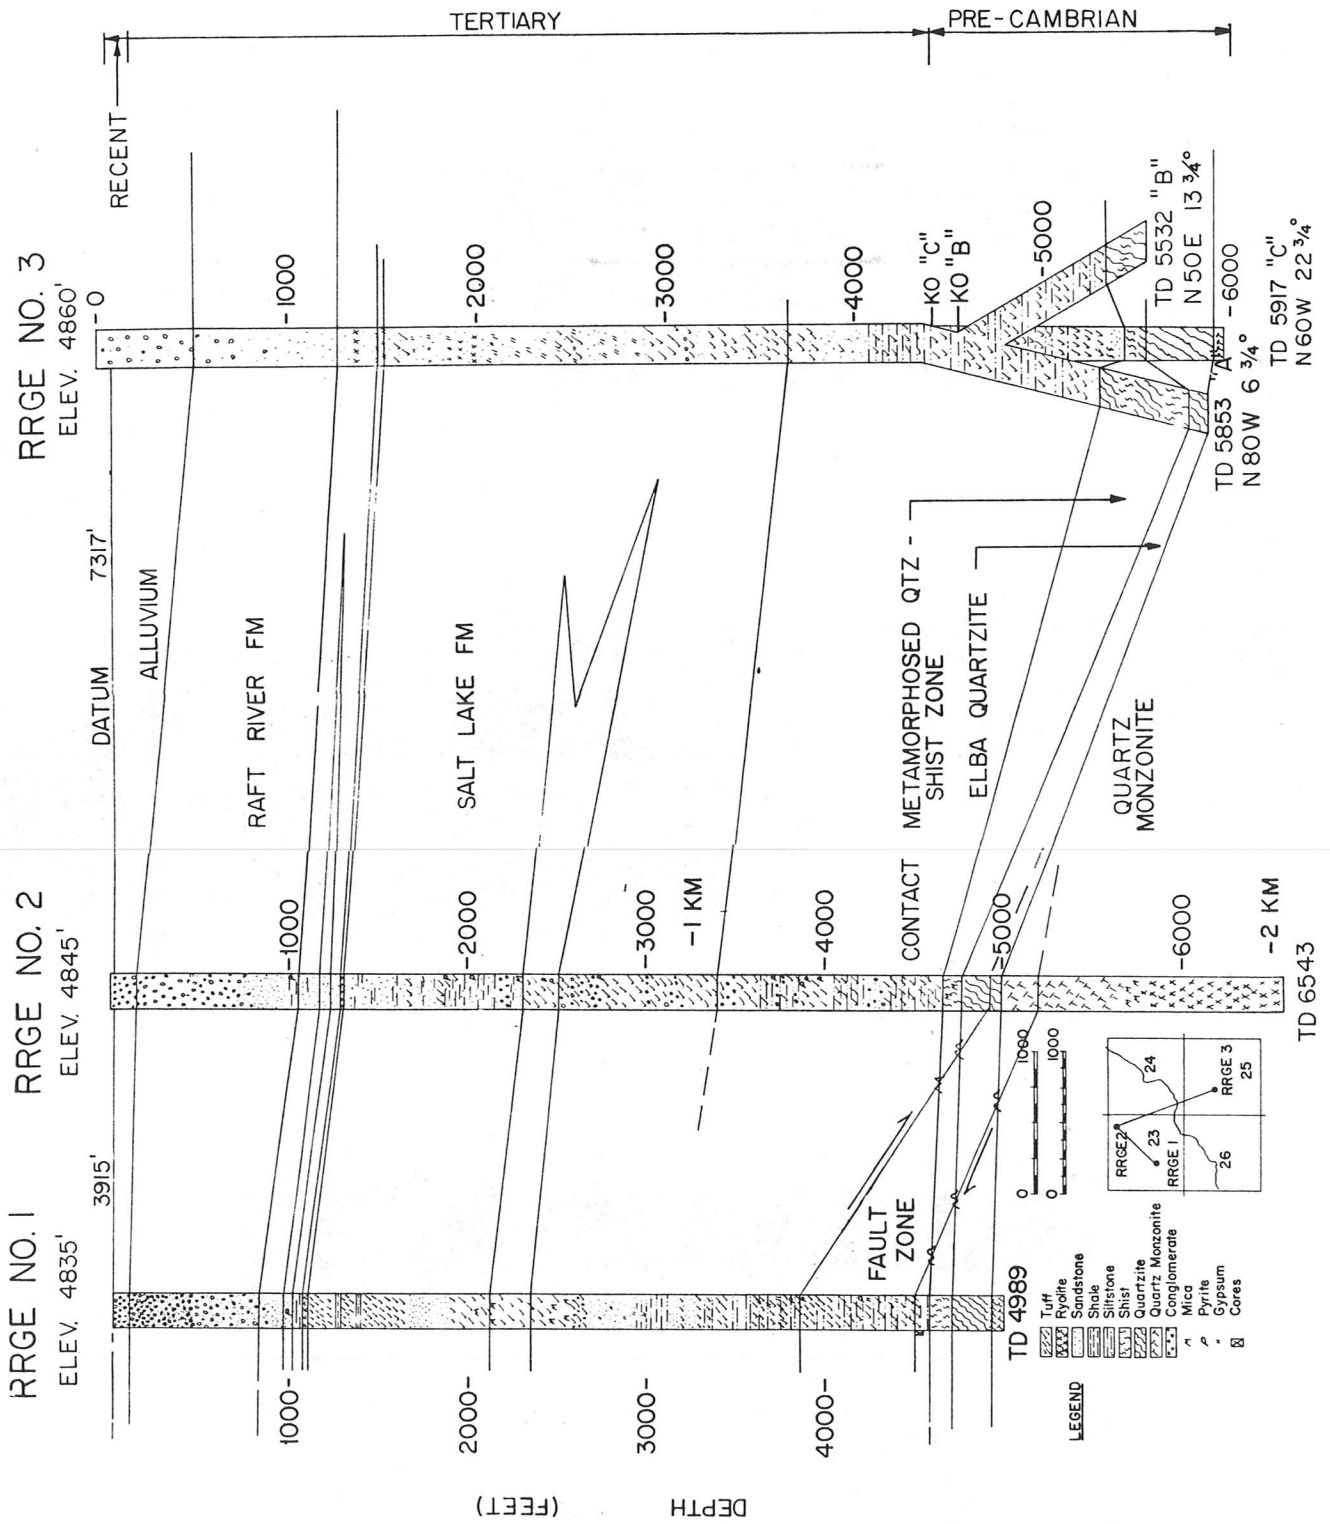 RRGE NO. 1
ELEV. 4835'
RRGE NO. 2
ELEV. 4845'
RRGE NO. 3
ELEV. 4860'
3915'
DATUM
7317'
RECENT
TERTIARY
PRE-CAMBRIAN
ALLUVIUM
RAFT RIVER FM
SALT LAKE FM
CONTACT
METAMORPHOSED QTZ -
SHIST ZONE
ELBA QUARTZITE
QUARTZ
MONZONITE
FAULT
ZONE
DEPTH
(FEET)
1000-
2000-
3000-
4000-
TD 4989
-1000
-2000
-3000
-1 KM
-4000
-5000
-6000
-2 KM
TD 6543
-0
-1000
-2000
-3000
-4000
KO "C"
KO "B"
-5000
-6000
TD 5532 "B"
N50E 13 3/4°
TD 5853 "A"
N80W 6 3/4°
TD 5917 "C"
N60W 22 3/4°
LEGEND
Tuff
Ryolite
Sandstone
Shale
Siltstone
Shist
Quartzite
Quartz Monzonite
Conglomerate
Mica
Pyrite
Gypsum
Cores
0 1000
0 1000
RRGE2
24
23
RRGE 1
RRGE 3
26
25